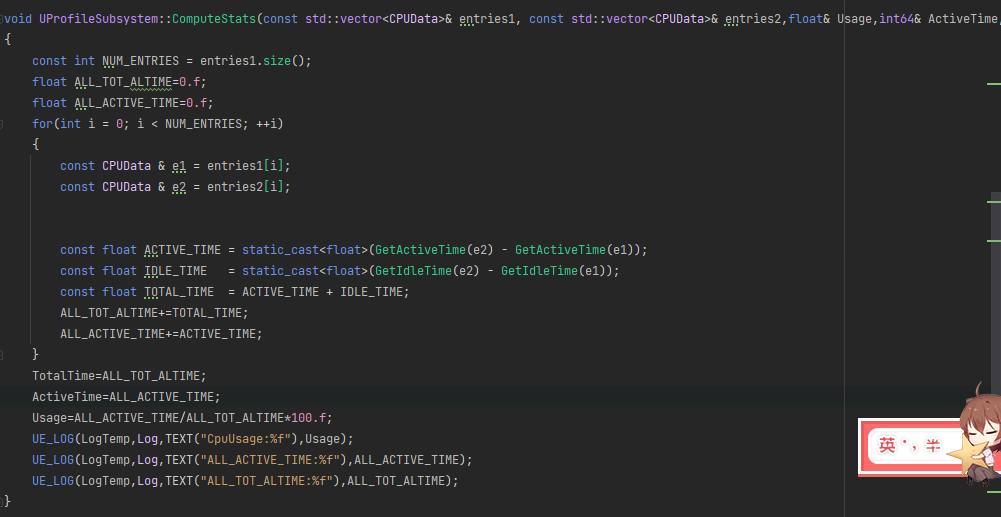 void UProfileSubsystem::ComputeStats(const std::vector<CPUData>& entries1, const std::vector<CPUData>& entries2,float& Usage,int64& ActiveTime,
{
    const int NUM_ENTRIES = entries1.size();
    float ALL_TOT_ALTIME=0.f;
    float ALL_ACTIVE_TIME=0.f;
    for(int i = 0; i < NUM_ENTRIES; ++i)
    {
        const CPUData & e1 = entries1[i];
        const CPUData & e2 = entries2[i];
        const float ACTIVE_TIME = static_cast<float>(GetActiveTime(e2) - GetActiveTime(e1));
        const float IDLE_TIME   = static_cast<float>(GetIdleTime(e2) - GetIdleTime(e1));
        const float TOTAL_TIME  = ACTIVE_TIME + IDLE_TIME;
        ALL_TOT_ALTIME+=TOTAL_TIME;
        ALL_ACTIVE_TIME+=ACTIVE_TIME;
    }
    TotalTime=ALL_TOT_ALTIME;
    ActiveTime=ALL_ACTIVE_TIME;
    Usage=ALL_ACTIVE_TIME/ALL_TOT_ALTIME*100.f;
    UE_LOG(LogTemp,Log,TEXT("CpuUsage:%f"),Usage);
    UE_LOG(LogTemp,Log,TEXT("ALL_ACTIVE_TIME:%f"),ALL_ACTIVE_TIME);
    UE_LOG(LogTemp,Log,TEXT("ALL_TOT_ALTIME:%f"),ALL_TOT_ALTIME);
}
英 ·, 半